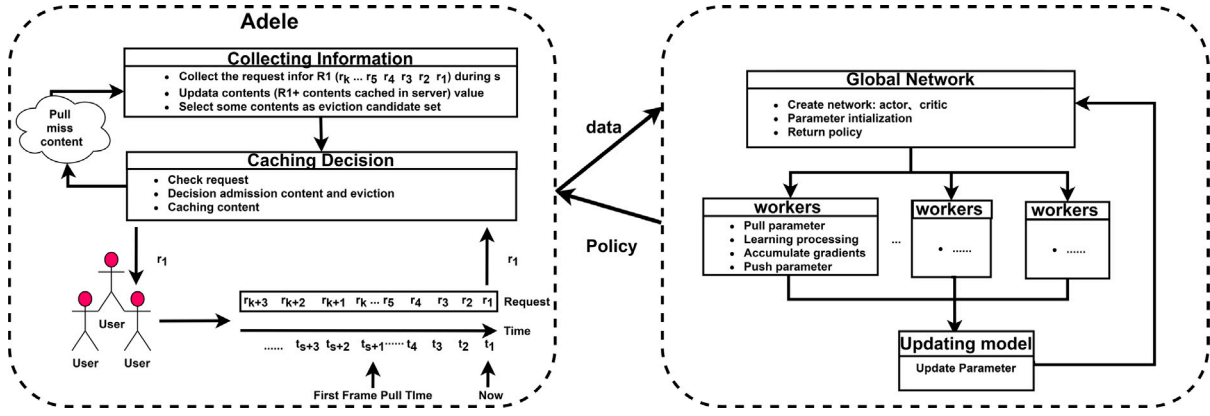 Adele
Collecting Information
• Collect the request infor R1 (rk ... r5 r4 r3 r2 r1) during s
• Updata contents (R1+ contents cached in server) value
• Select some contents as eviction candidate set
Pull
miss
content
Caching Decision
• Check request
• Decision admission content and eviction
• Caching content
r1
r1
User
User
User
rk+3 rk+2 rk+1 rk ... r5 r4 r3 r2 r1
Request
Time
...... ts+3 ts+2 ts+1 ...... t4 t3 t2 t1
First Frame Pull TIme
Now
data
Policy
Global Network
• Create network: actor、critic
• Parameter intialization
• Return policy
workers
• Pull parameter
• Learning processing
• Accumulate gradients
• Push parameter
...
workers
• ......
workers
• ......
Updating model
Update Parameter